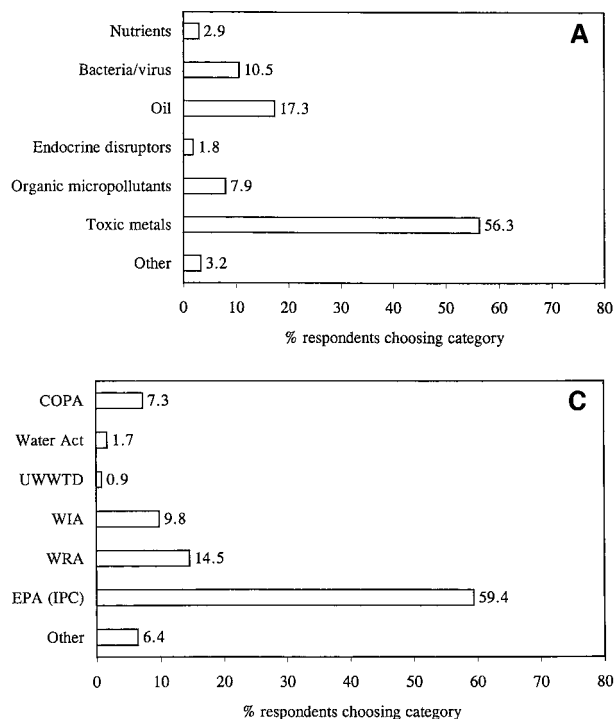 A
Nutrients 2.9
Bacteria/virus 10.5
Oil 17.3
Endocrine disruptors 1.8
Organic micropollutants 7.9
Toxic metals 56.3
Other 3.2
0 10 20 30 40 50 60 70 80
% respondents choosing category
C
COPA 7.3
Water Act 1.7
UWWTD 0.9
WIA 9.8
WRA 14.5
EPA (IPC) 59.4
Other 6.4
0 10 20 30 40 50 60 70 80
% respondents choosing category